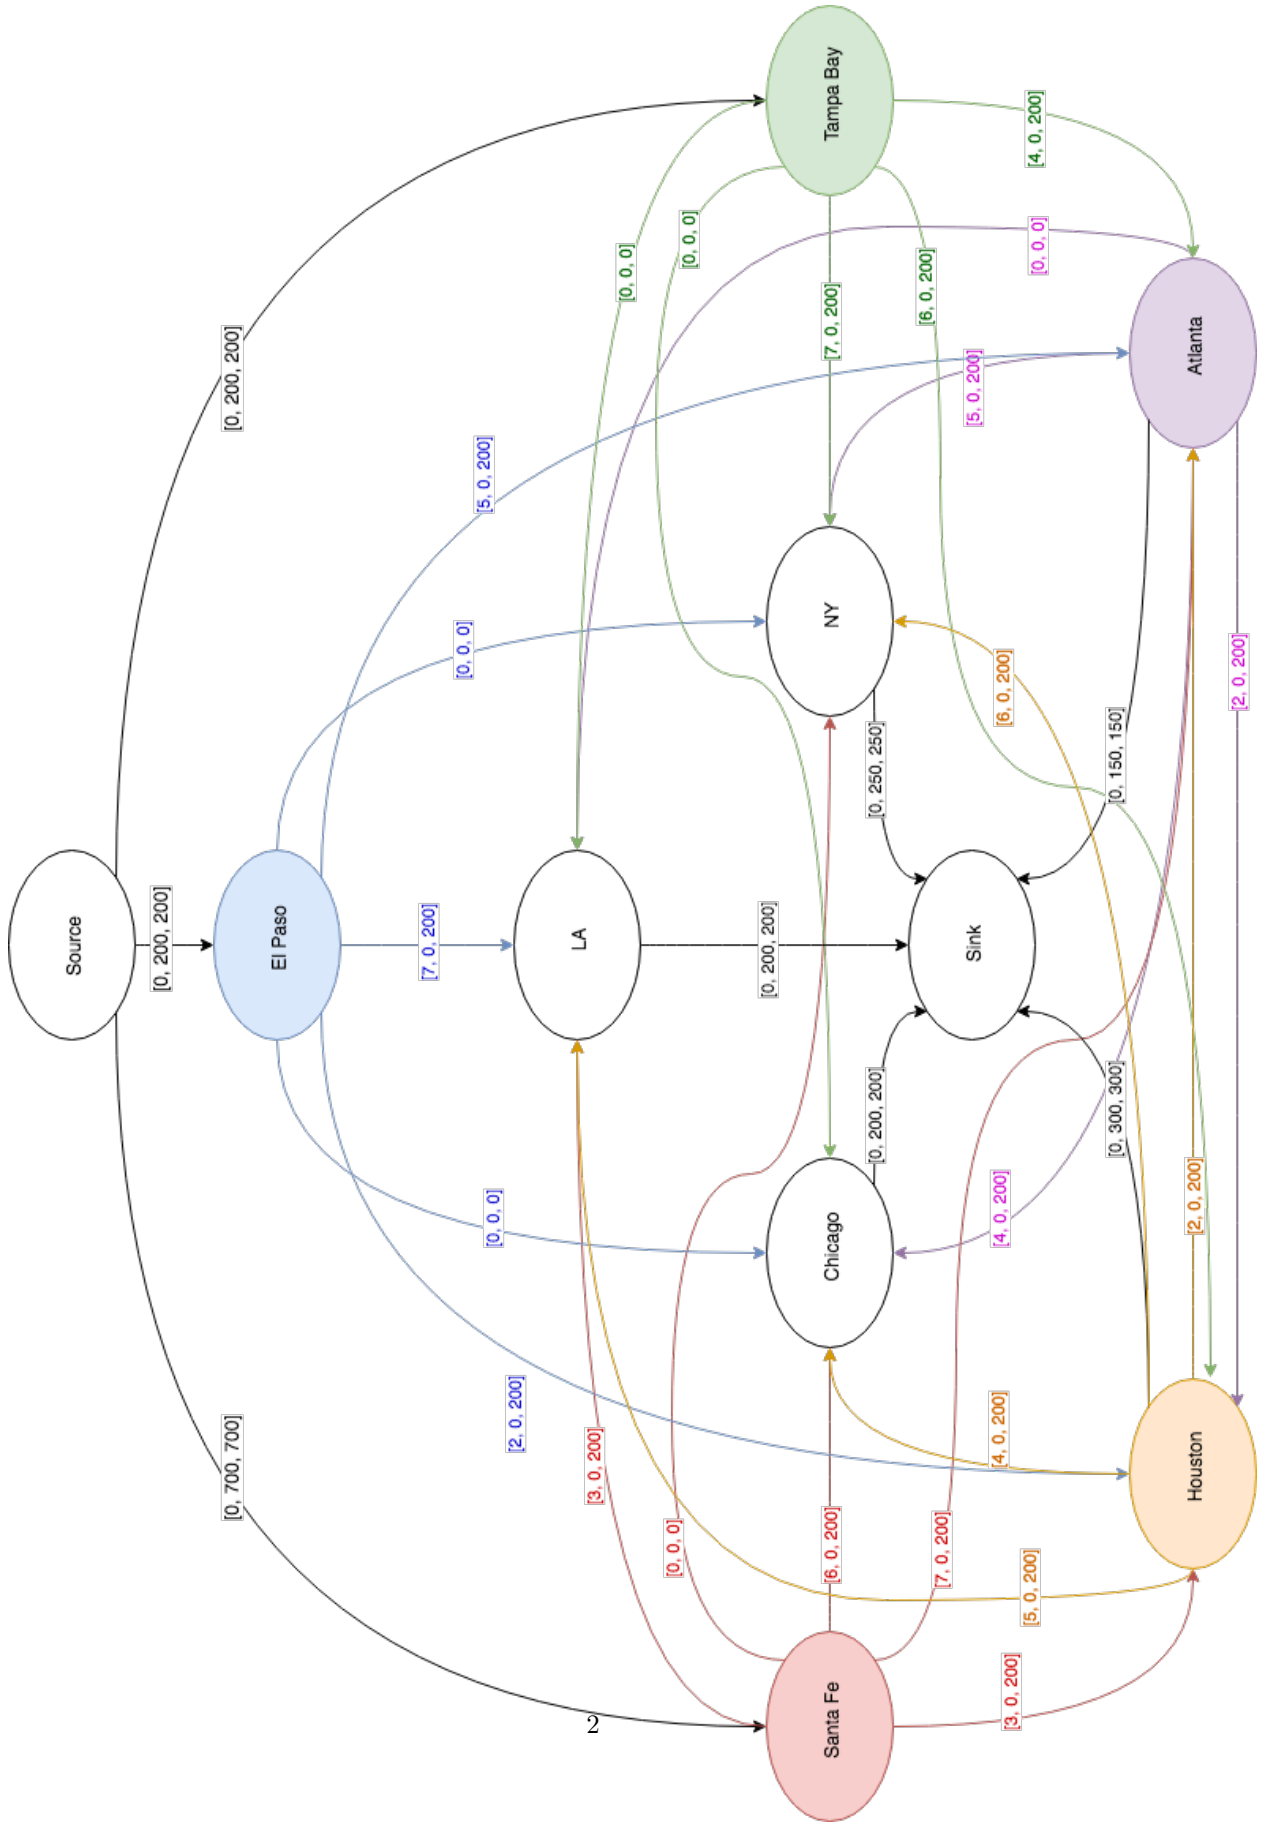 Source
El Paso
LA
Sink
Tampa Bay
NY
Chicago
Santa Fe
Atlanta
Houston
[0, 200, 200]
[0, 200, 200]
[0, 700, 700]
[5, 0, 200]
[0, 0, 0]
[7, 0, 200]
[0, 0, 0]
[2, 0, 200]
[0, 0, 0]
[0, 0, 0]
[7, 0, 200]
[6, 0, 200]
[4, 0, 200]
[0, 0, 0]
[5, 0, 200]
[4, 0, 200]
[2, 0, 200]
[0, 150, 150]
[0, 250, 250]
[0, 200, 200]
[0, 200, 200]
[0, 300, 300]
[6, 0, 200]
[2, 0, 200]
[4, 0, 200]
[5, 0, 200]
[3, 0, 200]
[0, 0, 0]
[6, 0, 200]
[7, 0, 200]
[3, 0, 200]
2